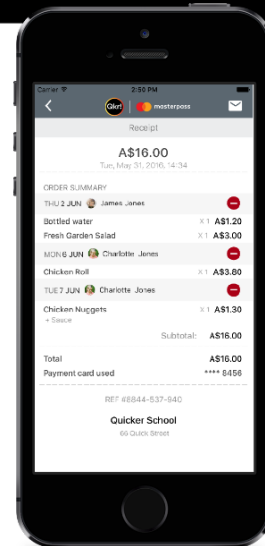 Carrier 2:50 PM
Qkr! masterpass
Receipt
A$16.00
Tue, May 31, 2016, 14:34
ORDER SUMMARY
THU 2 JUN James Jones
Bottled water X 1 A$1.20
Fresh Garden Salad X 1 A$3.00
MON 6 JUN Charlotte Jones
Chicken Roll X 1 A$3.80
TUE 7 JUN Charlotte Jones
Chicken Nuggets X 1 A$1.30
+ Sauce
Subtotal: A$16.00
Total A$16.00
Payment card used **** 8456
REF #8844-537-940
Quicker School
66 Quick Street